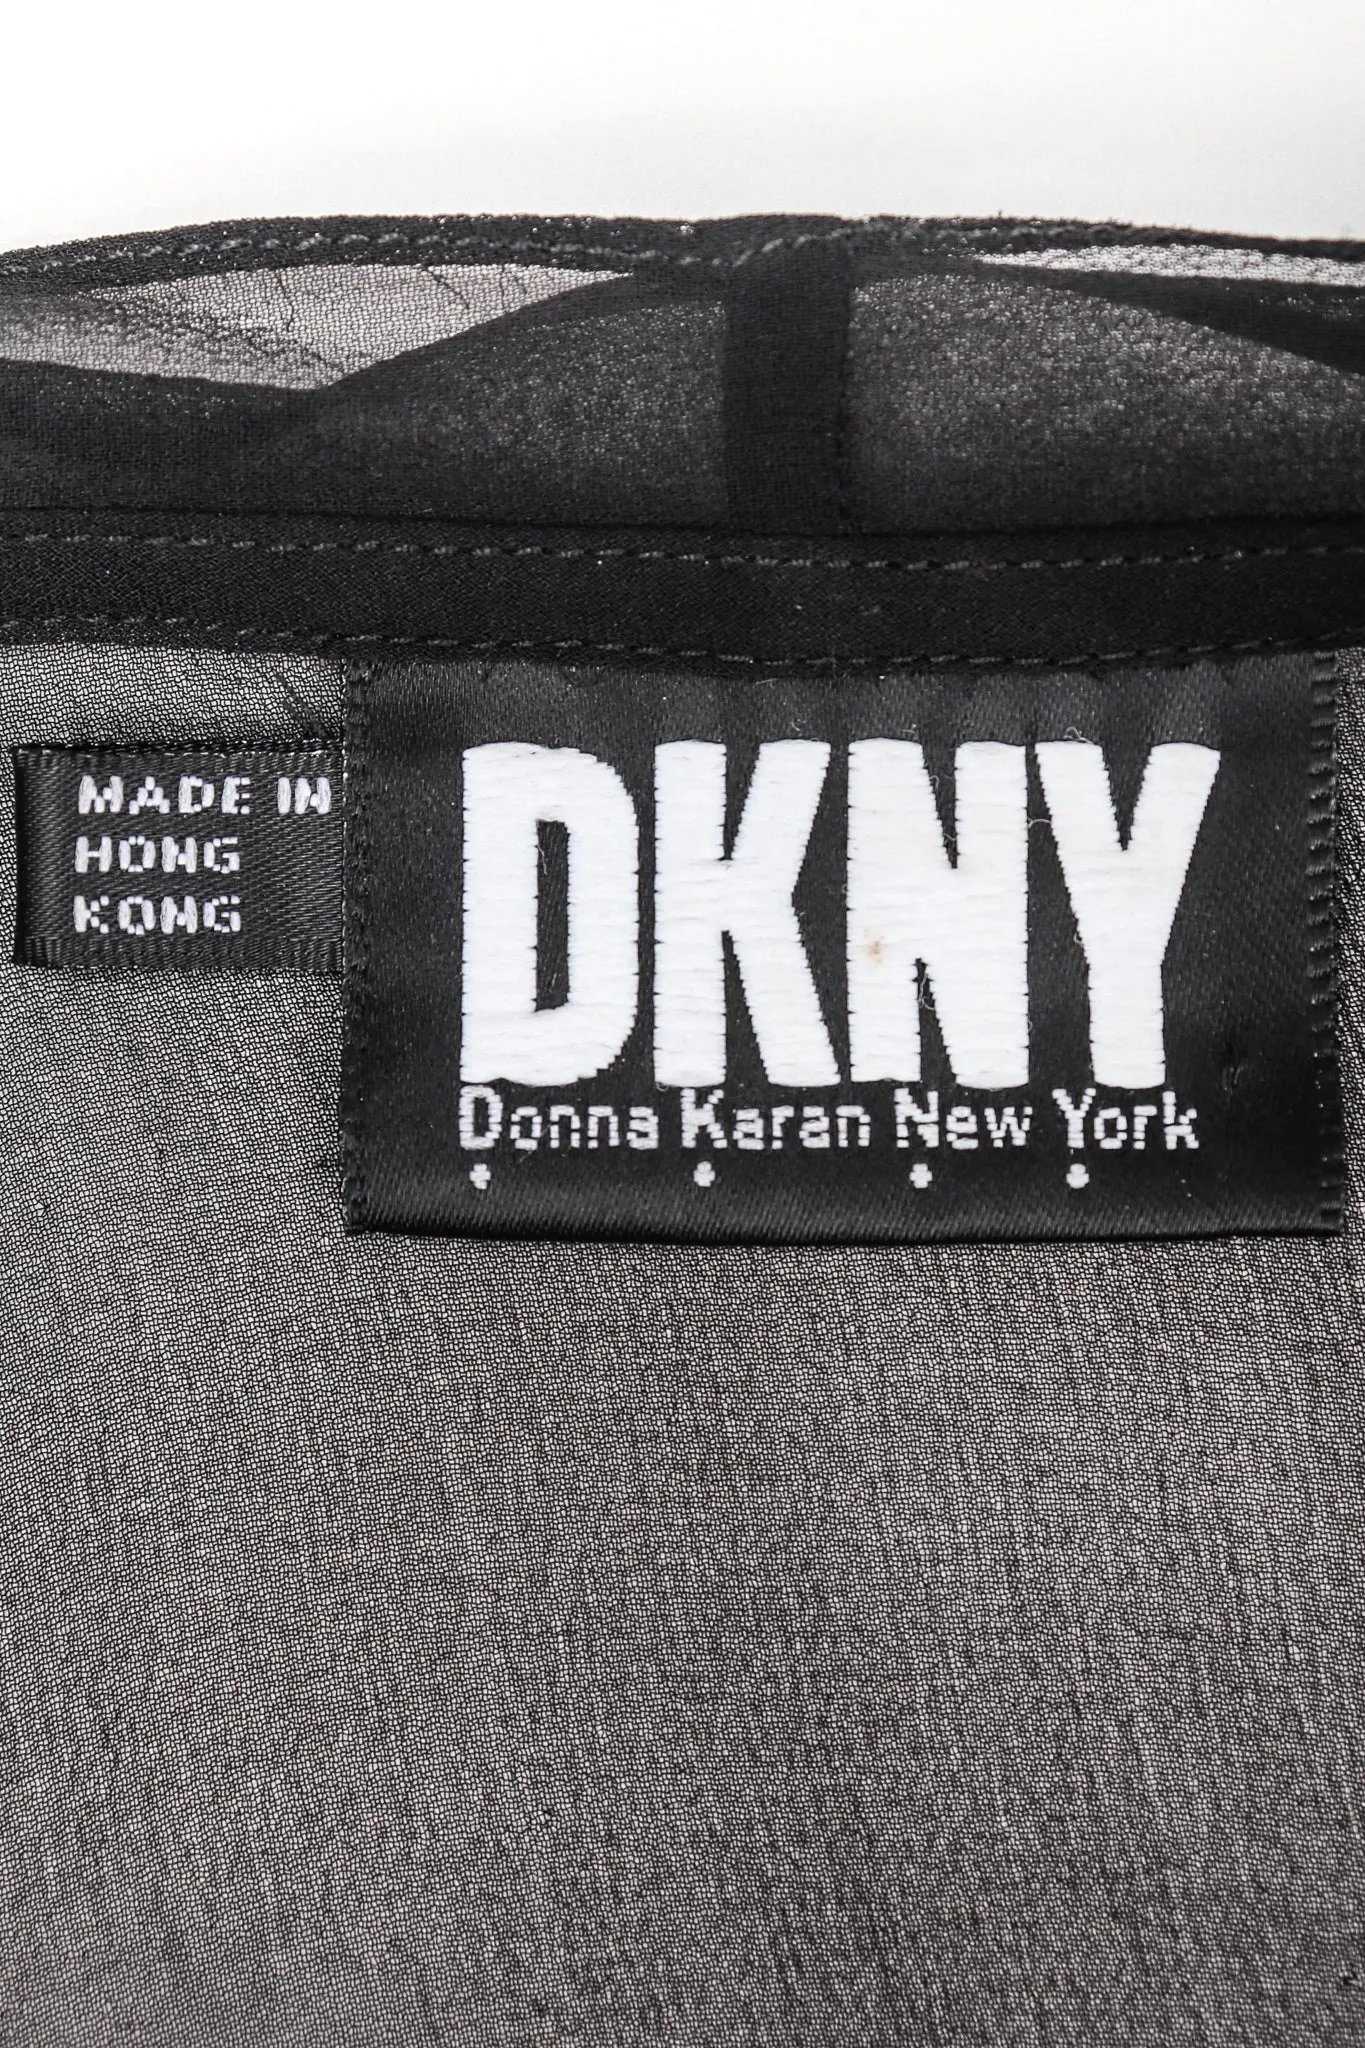 MADE IN
HONG
KONG
DKNY
Donna Karan New York